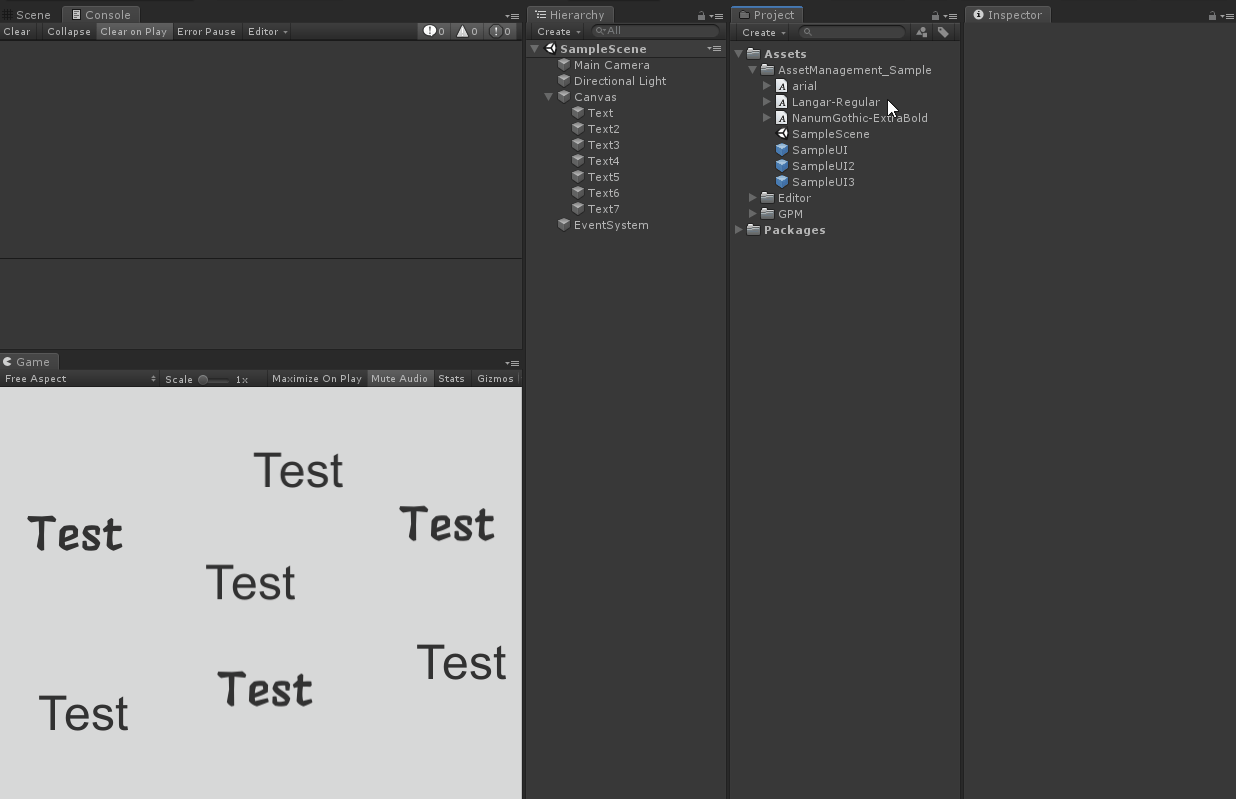 Scene
Console
Clear
Collapse
Clear on Play
Error Pause
Editor
0
0
0
Game
Free Aspect
Scale
1x
Maximize On Play
Mute Audio
Stats
Gizmos
Test
Test
Test
Test
Test
Test
Test
Hierarchy
Create
All
SampleScene
Main Camera
Directional Light
Canvas
Text
Text2
Text3
Text4
Text5
Text6
Text7
EventSystem
Project
Create
Assets
AssetManagement_Sample
arial
Langar-Regular
NanumGothic-ExtraBold
SampleScene
SampleUI
SampleUI2
SampleUI3
Editor
GPM
Packages
Inspector